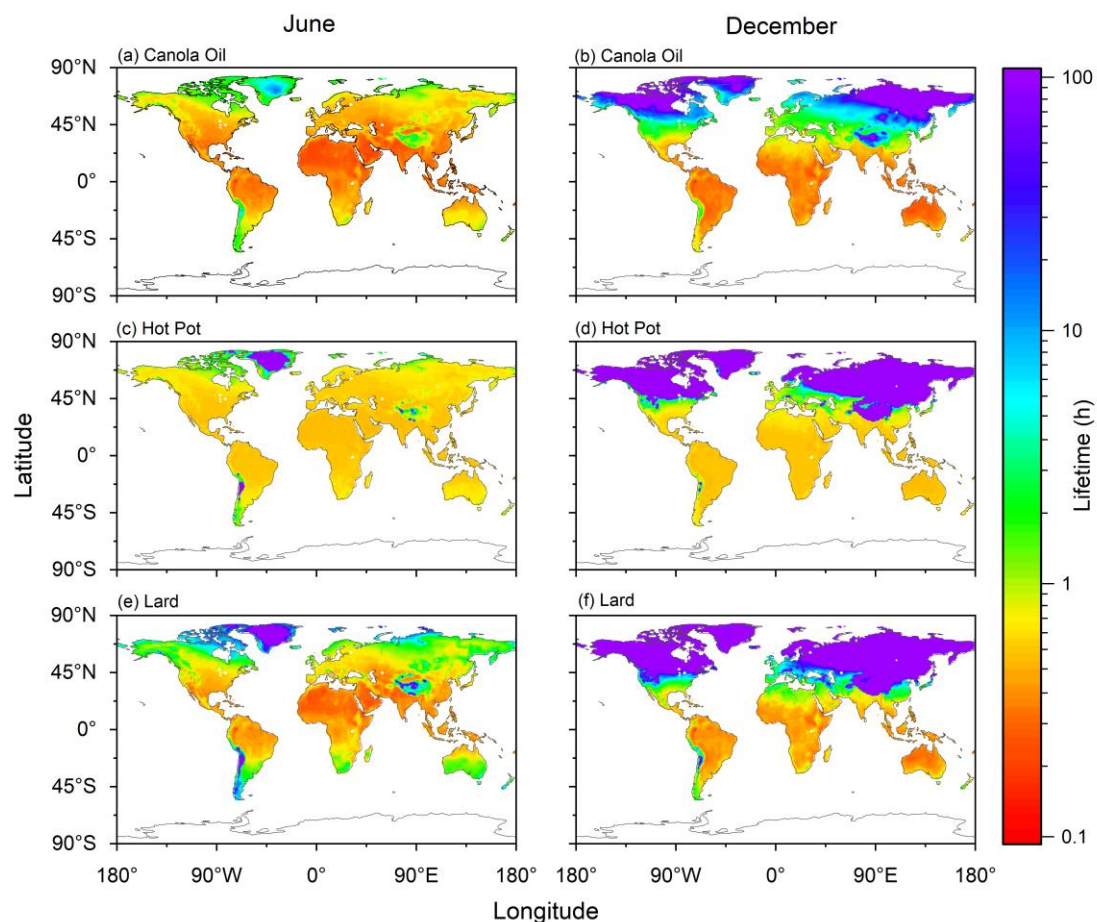 June
December
(a) Canola Oil
(b) Canola Oil
90°N
45°N
0°
45°S
90°S
(c) Hot Pot
(d) Hot Pot
90°N
45°N
0°
45°S
90°S
(e) Lard
(f) Lard
90°N
45°N
0°
45°S
90°S
180°
90°W
0°
90°E
180°
180°
90°W
0°
90°E
180°
Latitude
Longitude
100
10
1
0.1
Lifetime (h)